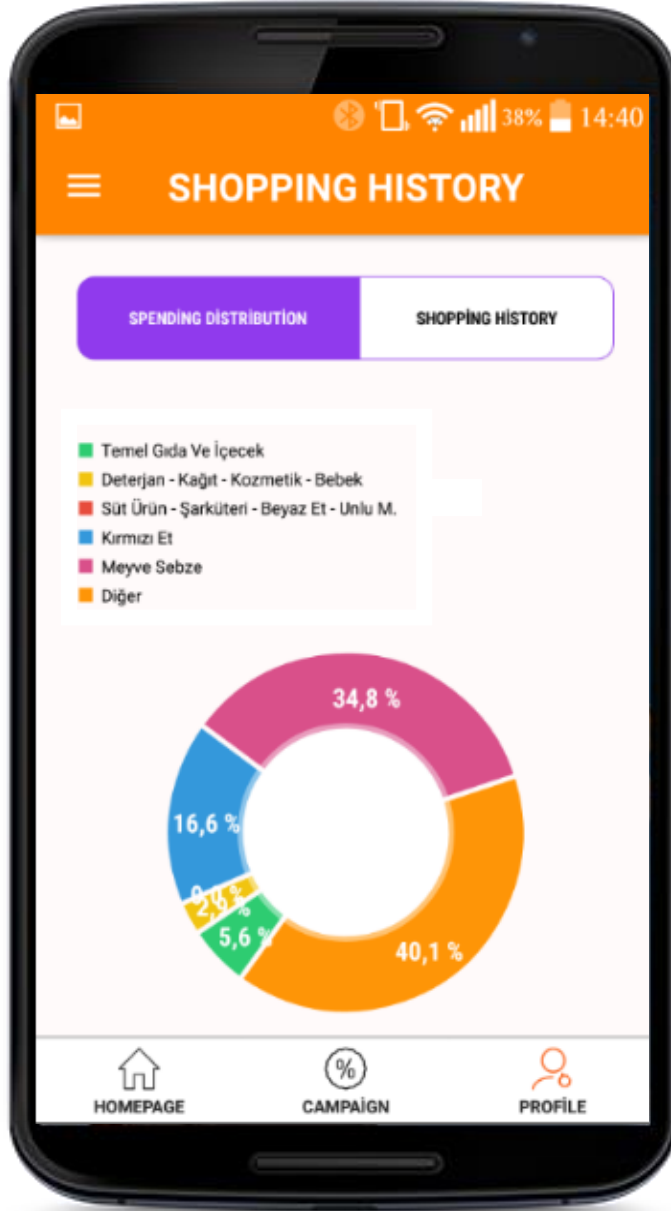 38% 14:40
SHOPPING HISTORY
SPENDİNG DİSTRİBUTİON SHOPPİNG HİSTORY
Temel Gıda Ve İçecek
Deterjan - Kağıt - Kozmetik - Bebek
Süt Ürün - Şarküteri - Beyaz Et - Unlu M.
Kırmızı Et
Meyve Sebze
Diğer
34,8 %
16,6 %
2,9 %
5,6 %
40,1 %
%
HOMEPAGE CAMPAİGN PROFİLE